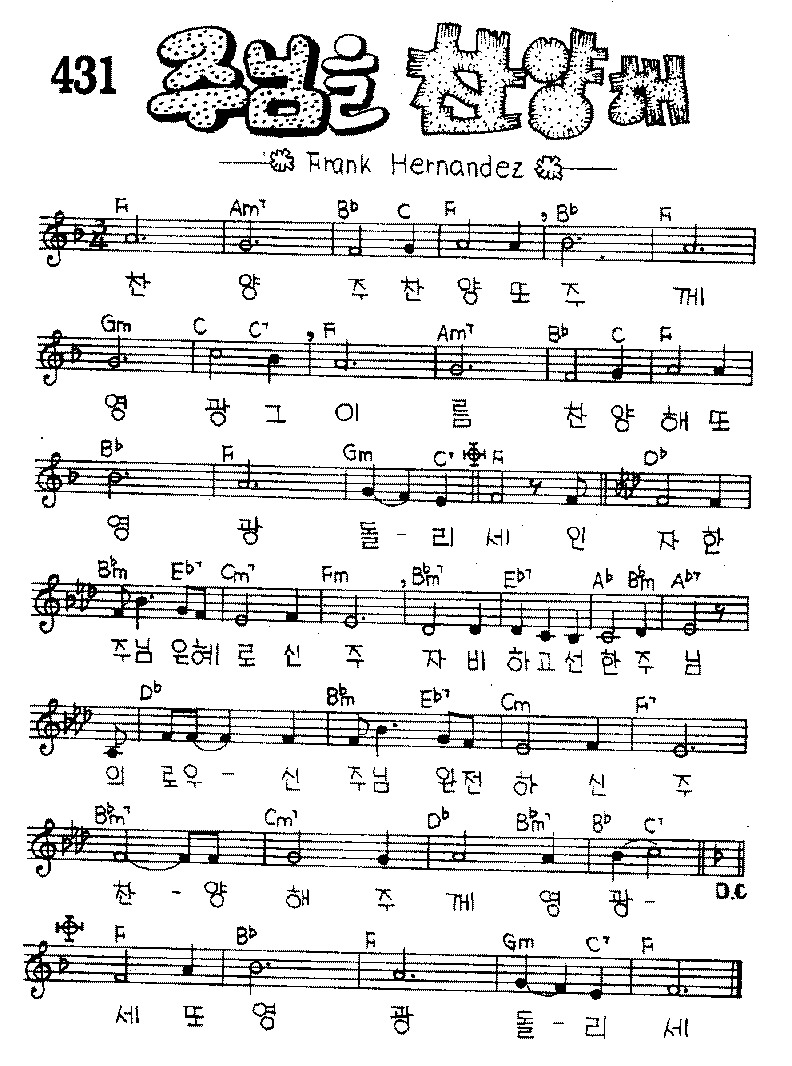 431 주님을 찬양해
Frank Hernandez
F Am7 B♭ C F B♭ F
3/4
찬 양 주 찬 양 또 주 께
Gm C C7 F Am7 B♭ C F
영 광 그 이 름 찬 양 해 또
B♭ F Gm C7 F D♭
영 광 돌 - 리 세 인 자 한
B♭m E♭7 Cm7 Fm B♭m7 E♭7 A♭ B♭m A♭7
주님 은혜 로 신 주 자 비 하고 선 한 주 님
D♭ B♭m E♭7 Cm F7
의 로우 - 신 주님 완전 하 신 주
B♭m7 Cm7 D♭ B♭m7 B♭ C7
찬 - 양 해 주 께 영 광 -
D.C
F B♭ F Gm C7 F
세 또 영 광 돌 - 리 세